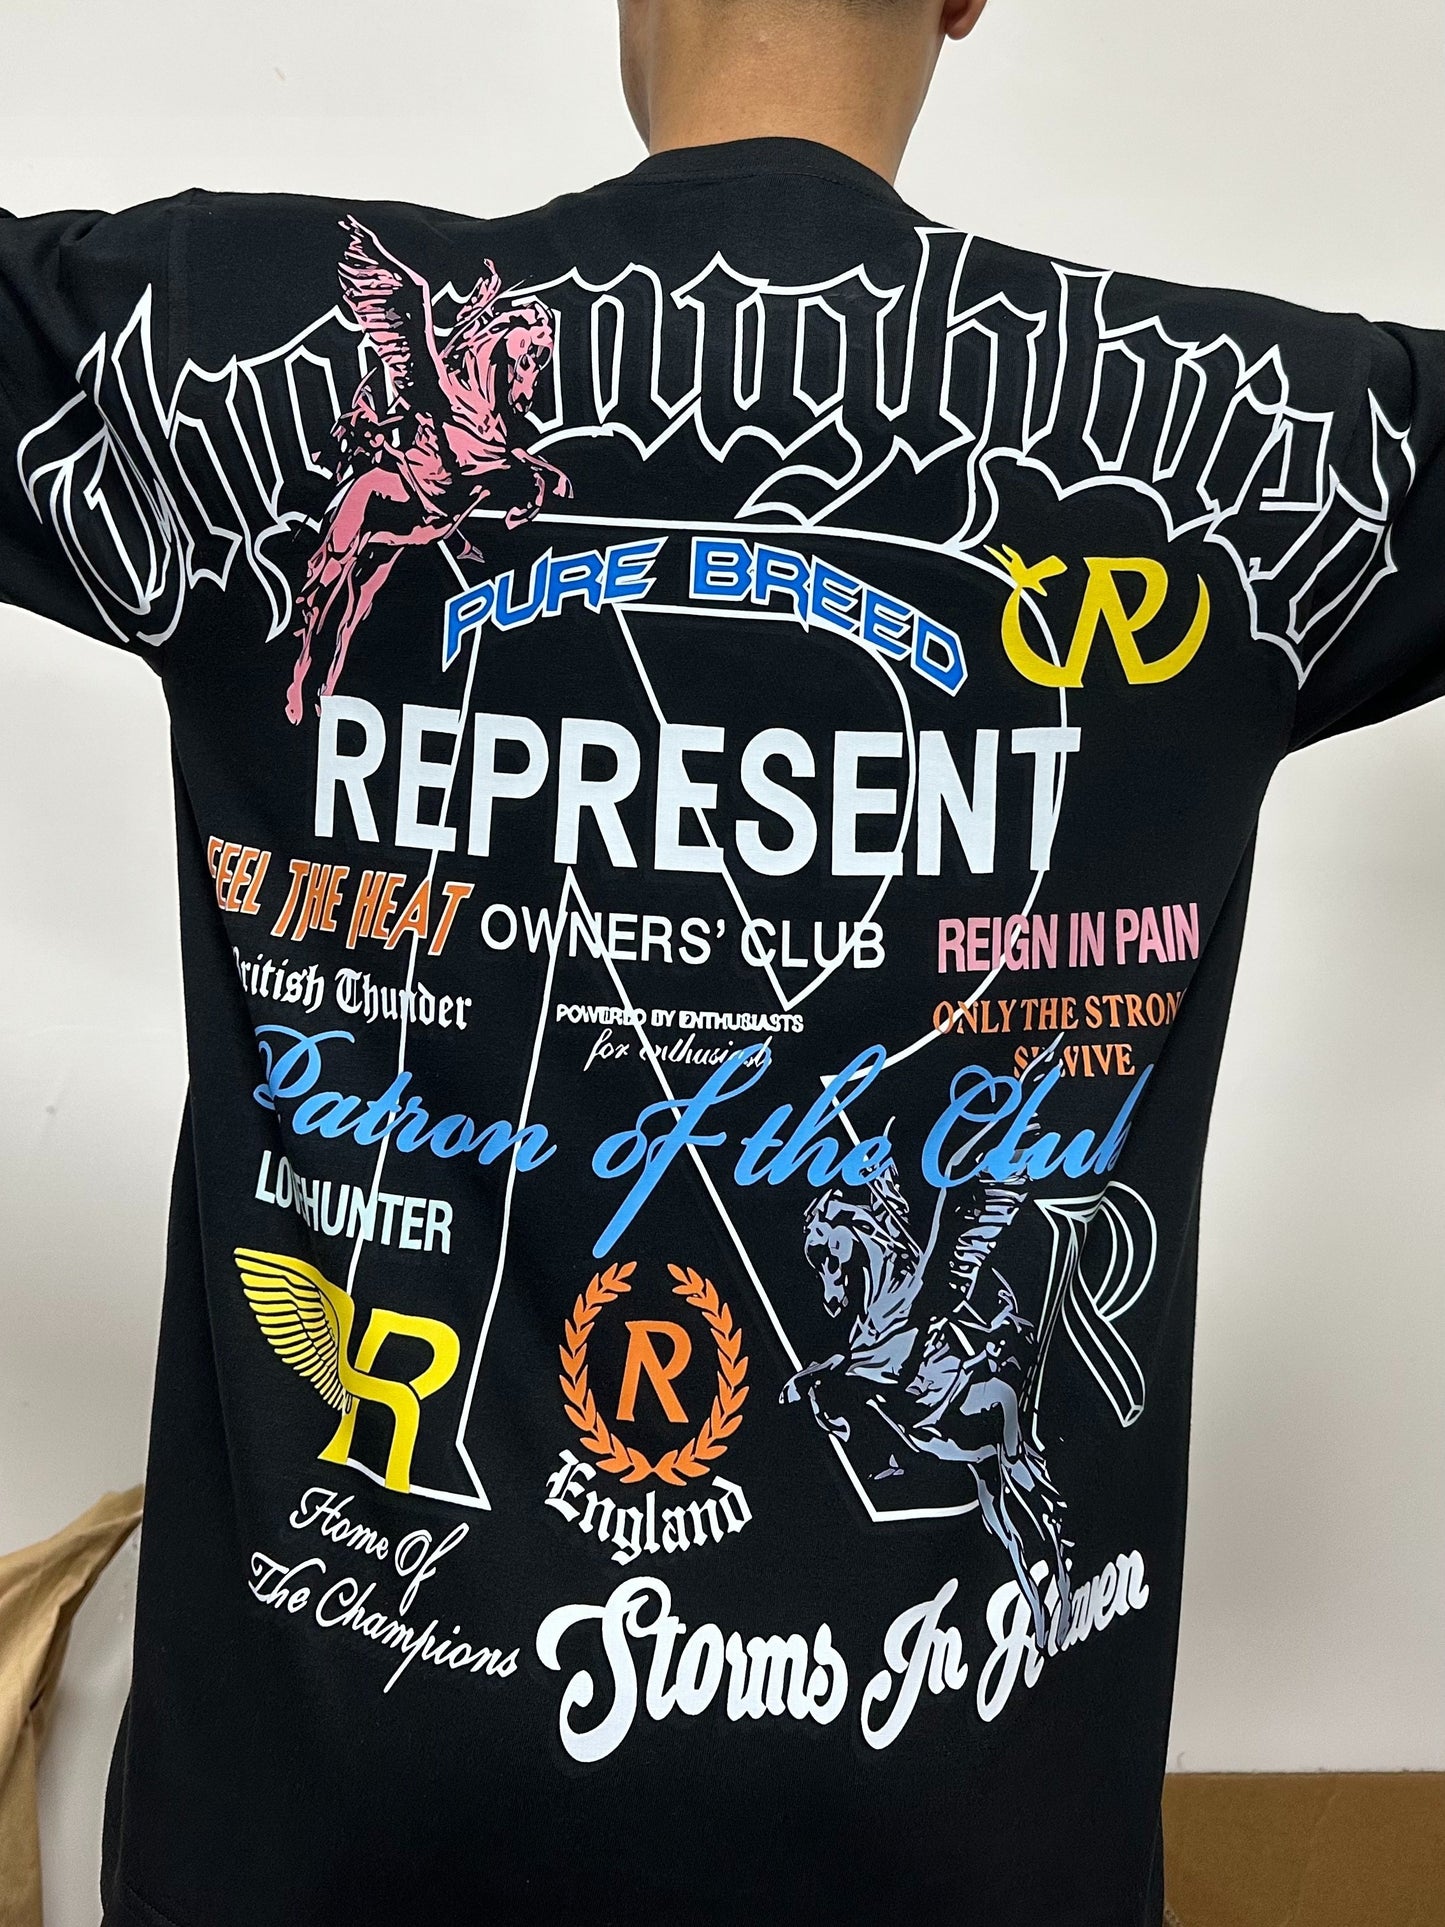 Thoroughbred
PURE BREED
R
REPRESENT
FEEL THE HEAT
OWNERS' CLUB
REIGN IN PAIN
British Thunder
POWERED BY ENTHUSIASTS
for enthusiasts
ONLY THE STRONG
SURVIVE
Patron of the Club
LOVEHUNTER
R
R
R
England
Home Of
The Champions
Storms In Heaven